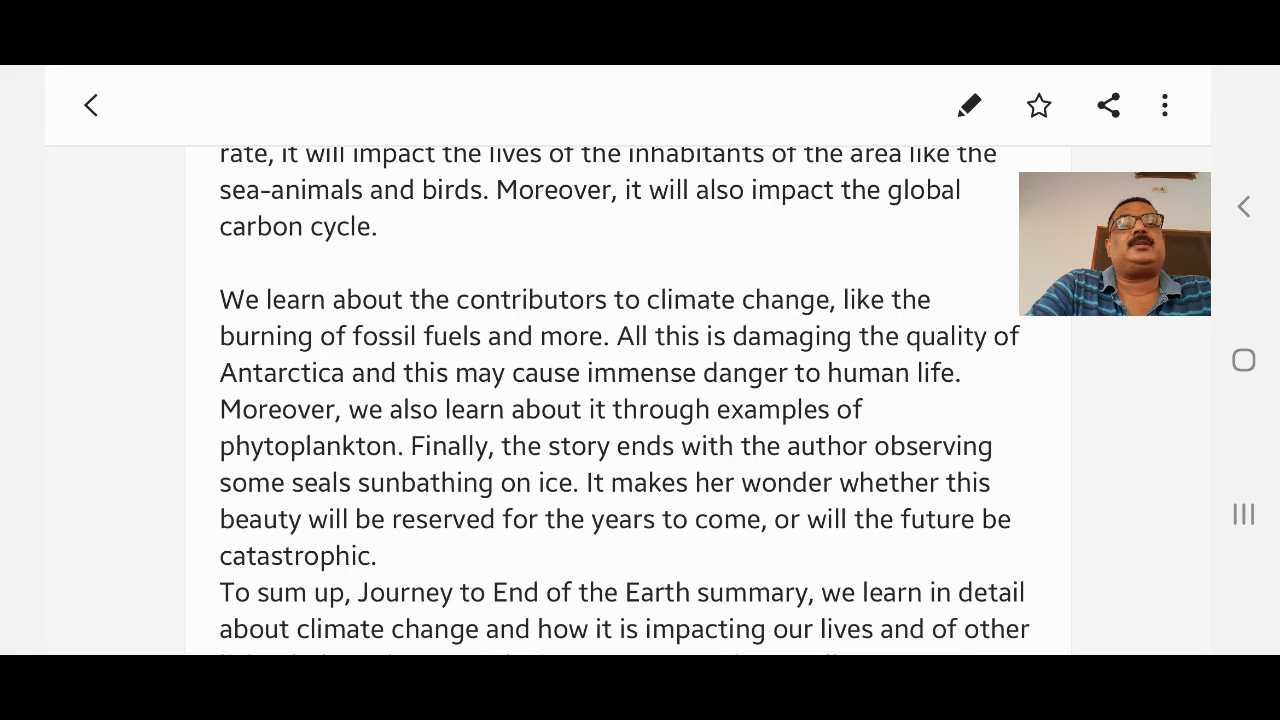 rate, it will impact the lives of the inhabitants of the area like the
sea-animals and birds. Moreover, it will also impact the global
carbon cycle.
We learn about the contributors to climate change, like the
burning of fossil fuels and more. All this is damaging the quality of
Antarctica and this may cause immense danger to human life.
Moreover, we also learn about it through examples of
phytoplankton. Finally, the story ends with the author observing
some seals sunbathing on ice. It makes her wonder whether this
beauty will be reserved for the years to come, or will the future be
catastrophic.
To sum up, Journey to End of the Earth summary, we learn in detail
about climate change and how it is impacting our lives and of other